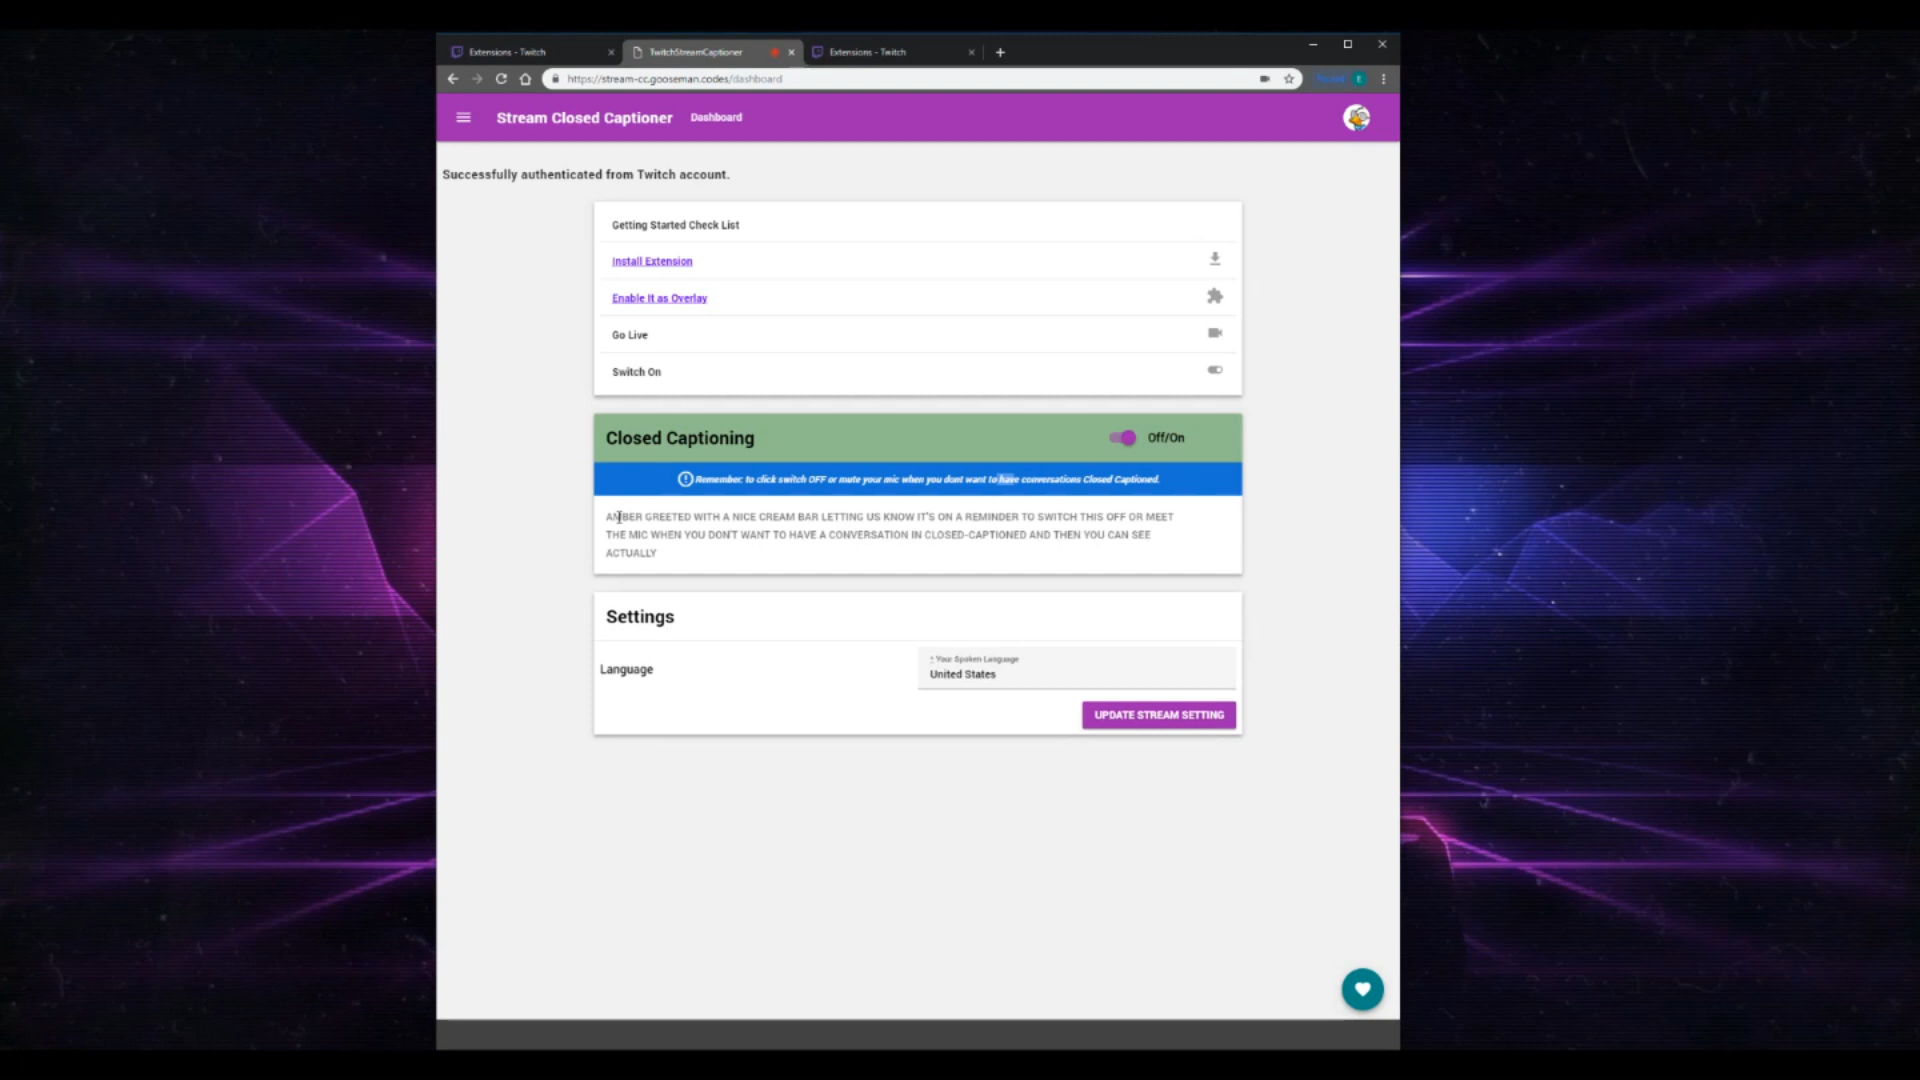 Extensions - Twitch
TwitchStreamCaptioner
Extensions - Twitch
https://stream-cc.gooseman.codes/dashboard
E
Stream Closed Captioner
Dashboard
Successfully authenticated from Twitch account.
Getting Started Check List
Install Extension
Enable It as Overlay
Go Live
Switch On
Closed Captioning
Off/On
Remember: to click switch OFF or mute your mic when you dont want to have conversations Closed Captioned.
AMBER GREETED WITH A NICE CREAM BAR LETTING US KNOW IT'S ON A REMINDER TO SWITCH THIS OFF OR MEET
THE MIC WHEN YOU DON'T WANT TO HAVE A CONVERSATION IN CLOSED-CAPTIONED AND THEN YOU CAN SEE
ACTUALLY
Settings
Language
* Your Spoken Language
United States
UPDATE STREAM SETTING